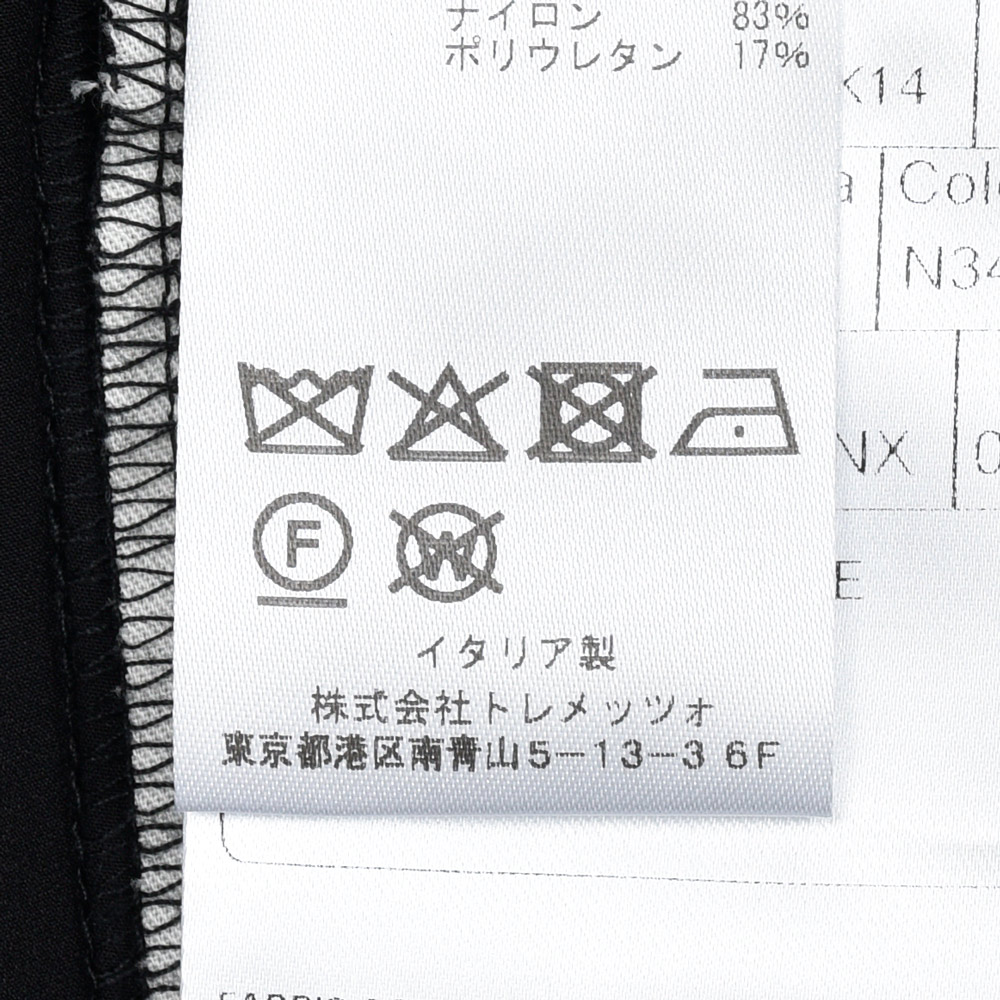 ナイロン 83%
ポリウレタン 17%
K14
Col
N34
NX 0
E
F
W
イタリア製
株式会社トレメッツォ
東京都港区南青山5-13-3 6F